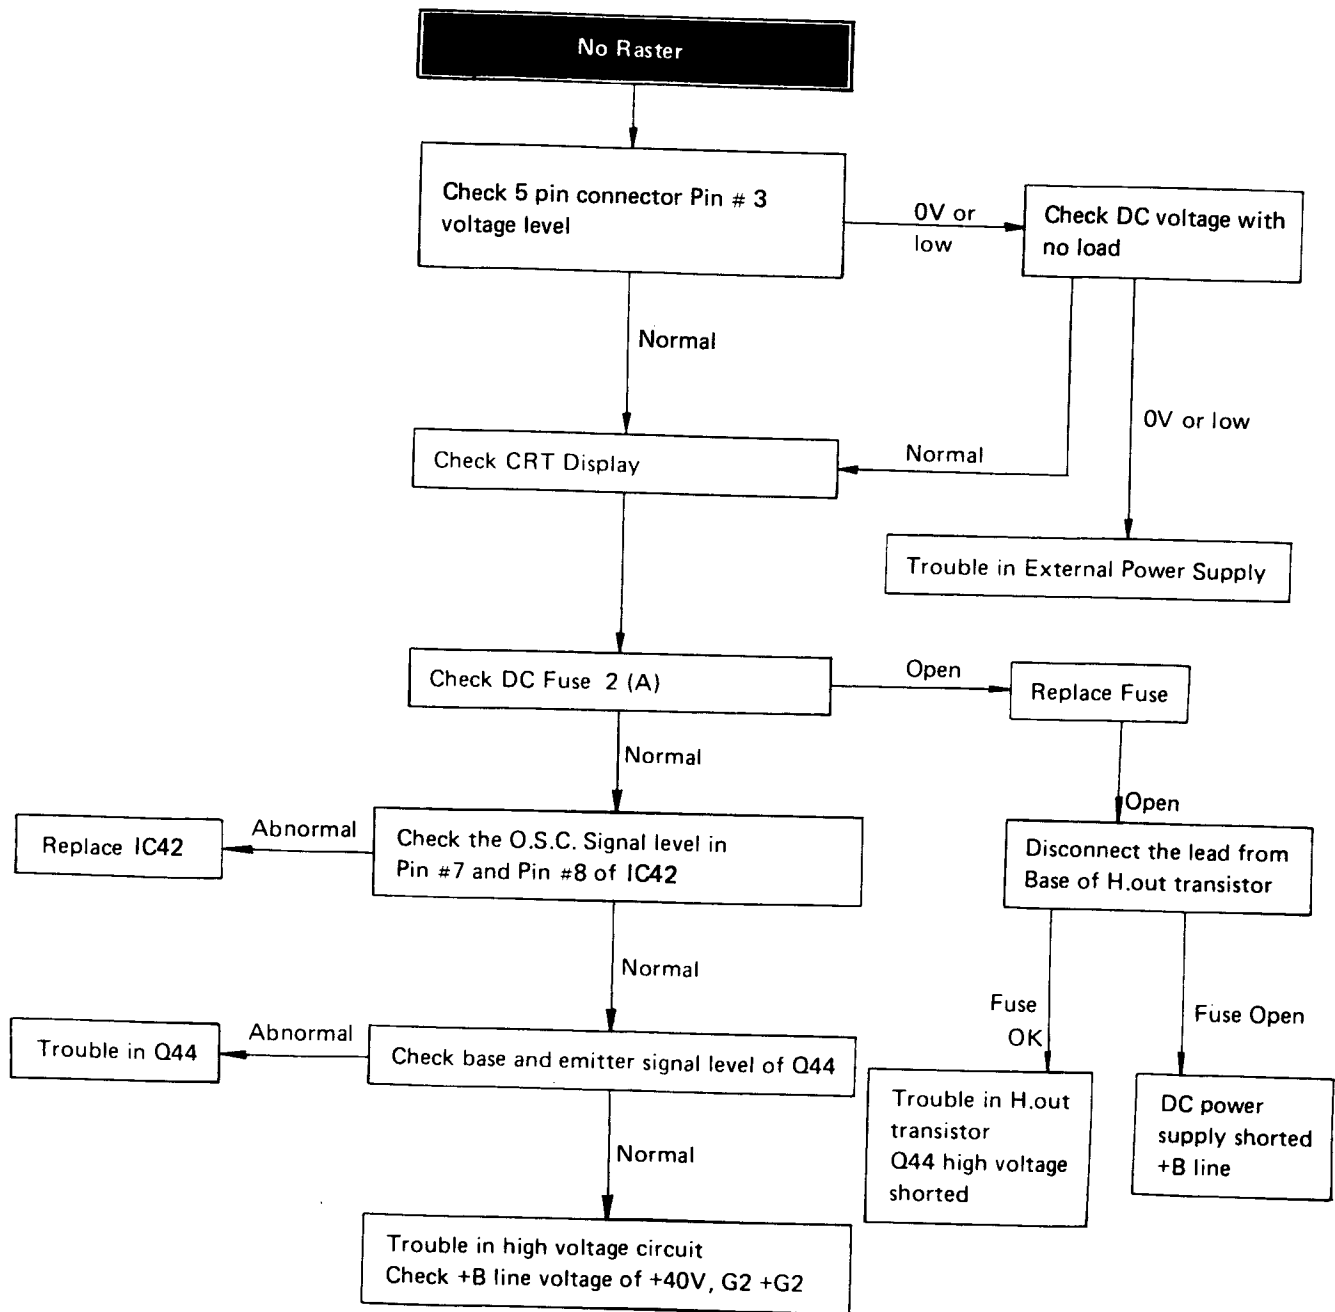 No Raster
Check 5 pin connector Pin # 3
voltage level
0V or
low
Check DC voltage with
no load
Normal
0V or low
Normal
Check CRT Display
Trouble in External Power Supply
Check DC Fuse 2 (A)
Open
Replace Fuse
Normal
Open
Replace IC42
Abnormal
Check the O.S.C. Signal level in
Pin #7 and Pin #8 of IC42
Disconnect the lead from
Base of H.out transistor
Normal
Fuse
OK
Fuse Open
Trouble in Q44
Abnormal
Check base and emitter signal level of Q44
Trouble in H.out
transistor
Q44 high voltage
shorted
DC power
supply shorted
+B line
Normal
Trouble in high voltage circuit
Check +B line voltage of +40V, G2 +G2